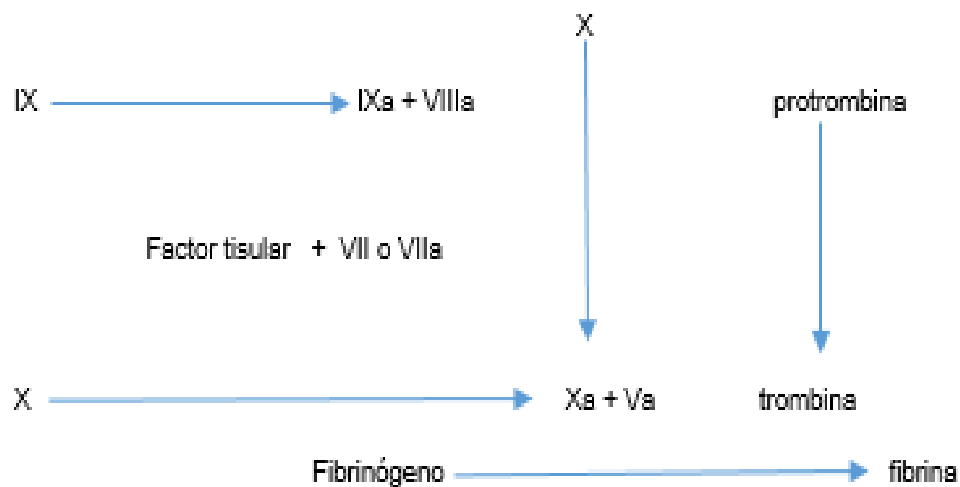 X
IX IXa + VIIIa protrombina
Factor tisular + VII o VIIa
X Xa + Va trombina
Fibrinógeno fibrina